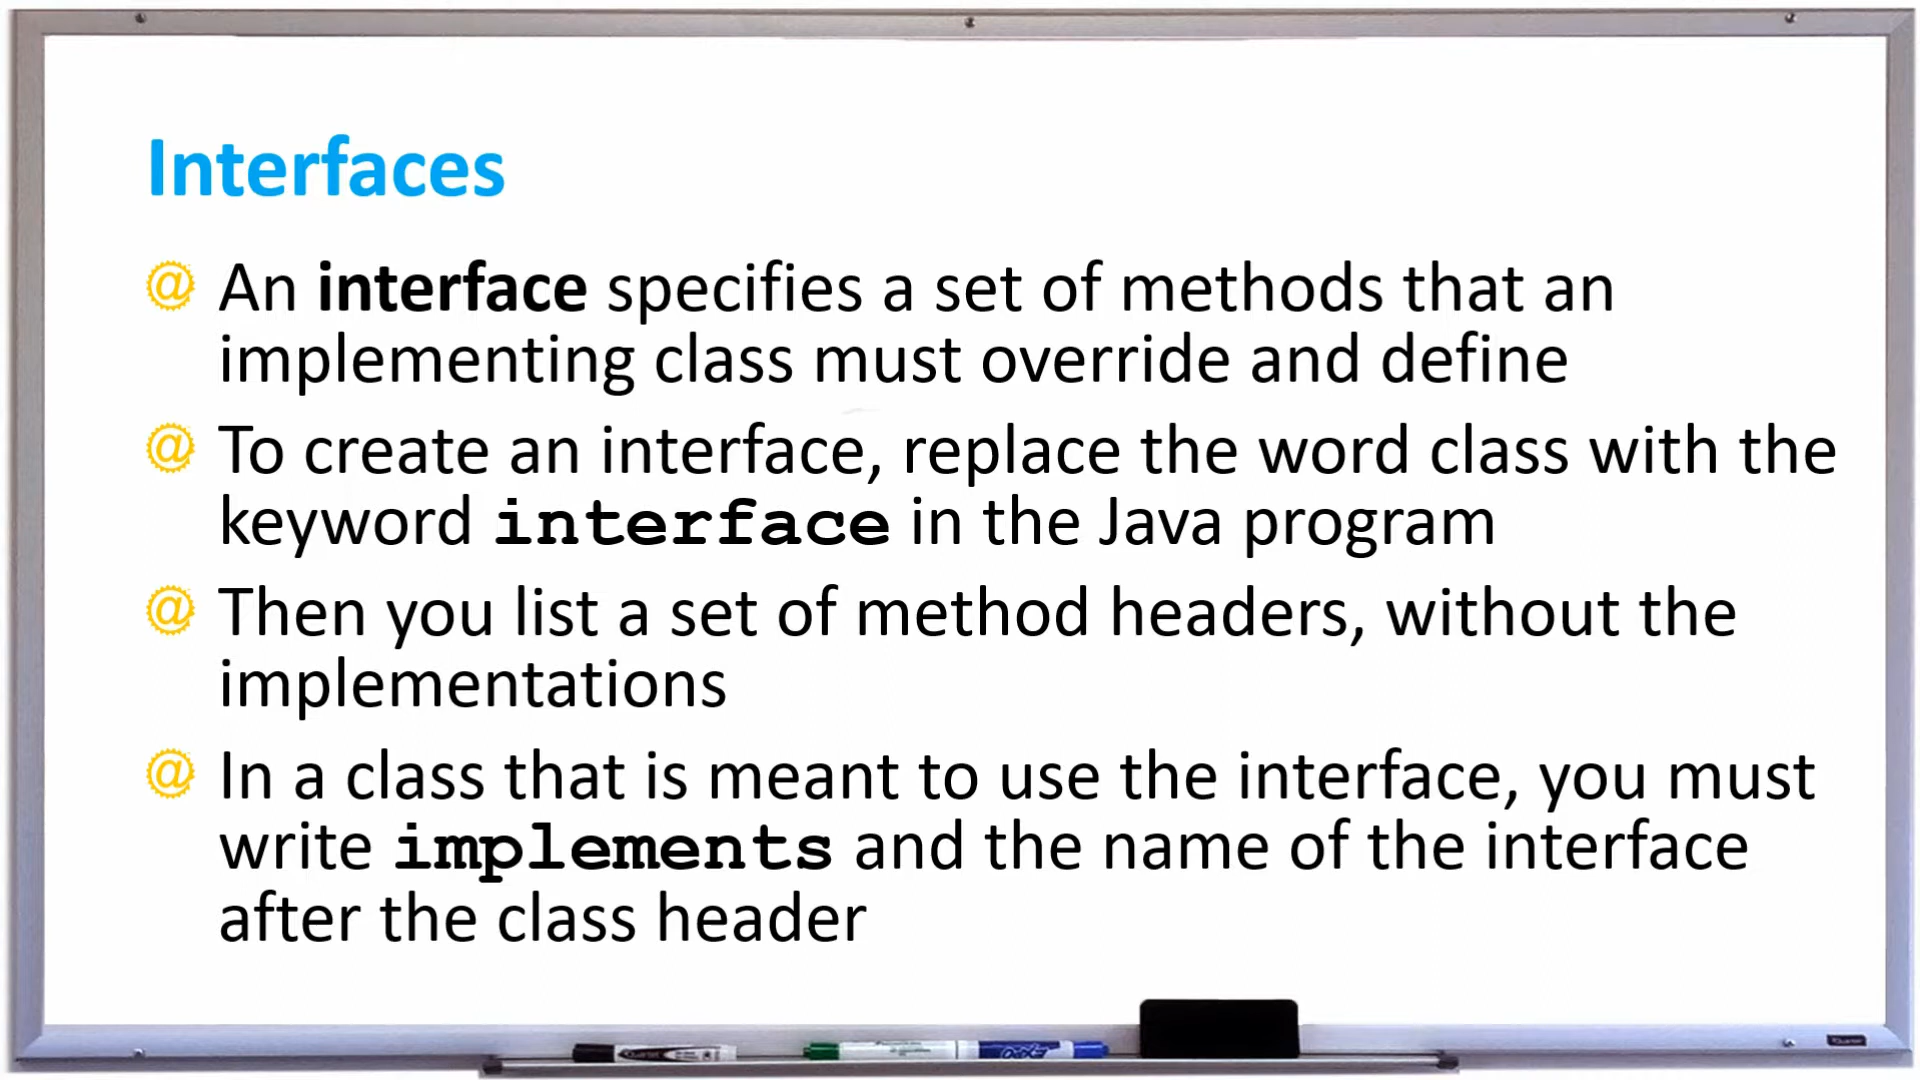 Interfaces
@ An interface specifies a set of methods that an
implementing class must override and define
@ To create an interface, replace the word class with the
keyword interface in the Java program
@ Then you list a set of method headers, without the
implementations
@ In a class that is meant to use the interface, you must
write implements and the name of the interface
after the class header
Quartet